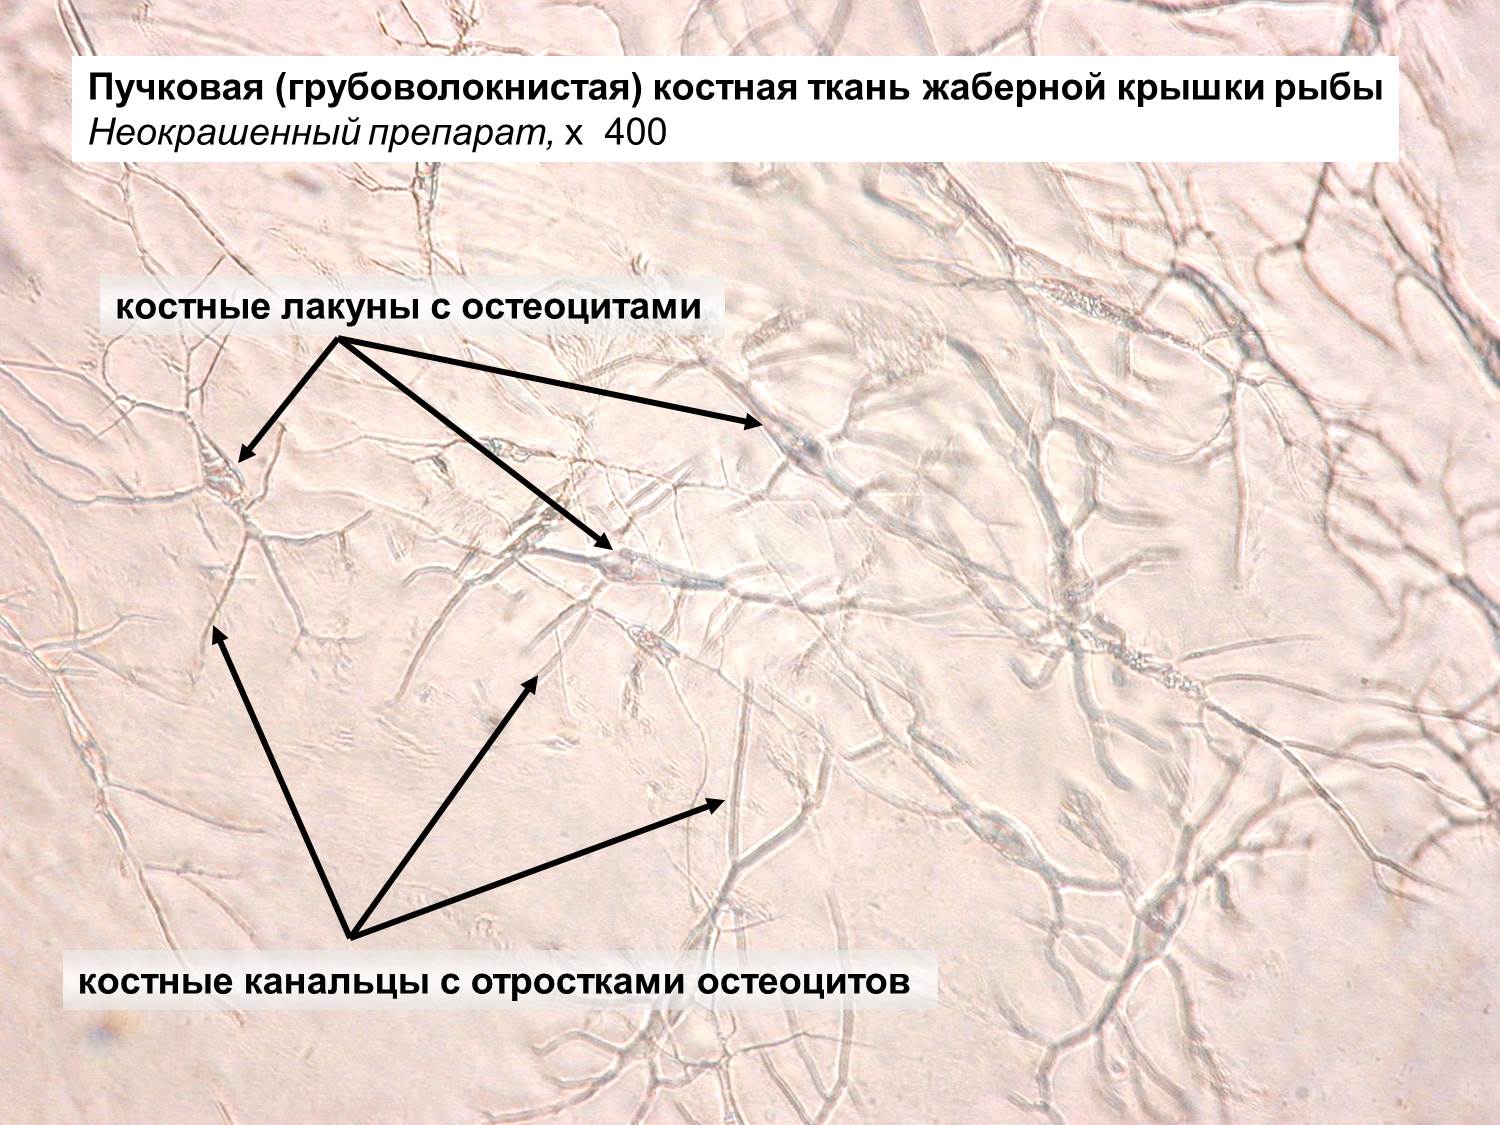 Пучковая (грубоволокнистая) костная ткань жаберной крышки рыбы
Неокрашенный препарат, х 400
костные лакуны с остеоцитами
костные канальцы с отростками остеоцитов